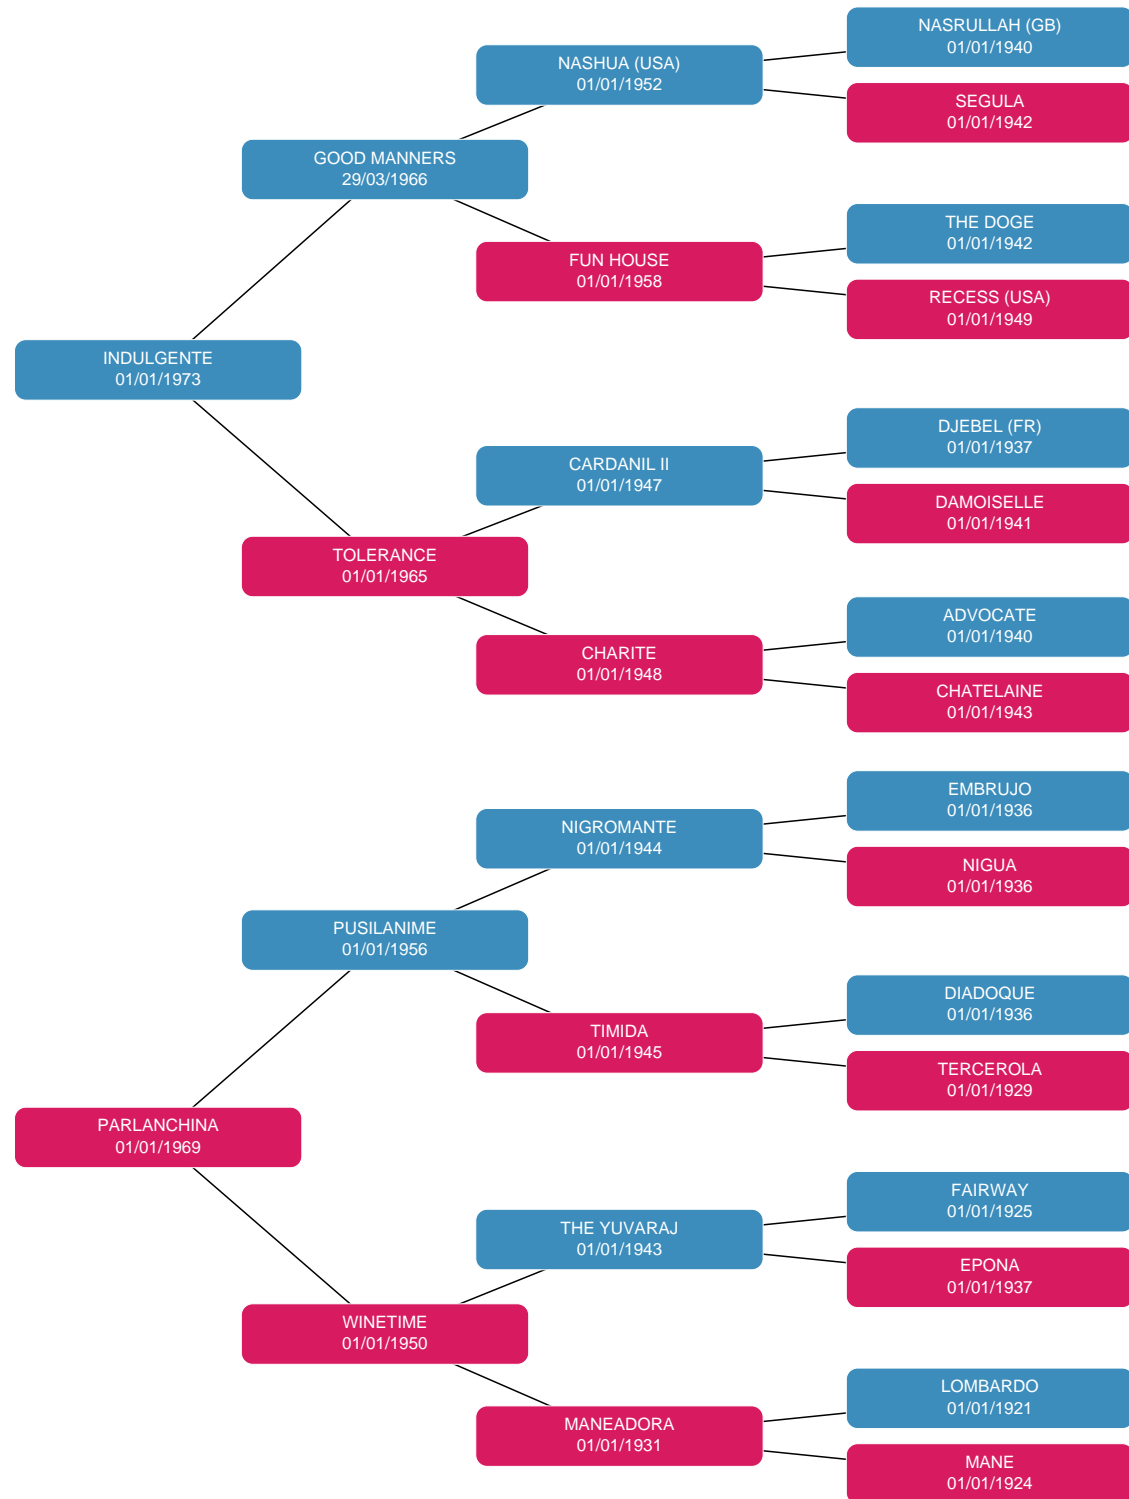 NASRULLAH (GB)
01/01/1940
NASHUA (USA)
01/01/1952
SEGULA
01/01/1942
GOOD MANNERS
29/03/1966
THE DOGE
01/01/1942
FUN HOUSE
01/01/1958
RECESS (USA)
01/01/1949
INDULGENTE
01/01/1973
DJEBEL (FR)
01/01/1937
CARDANIL II
01/01/1947
DAMOISELLE
01/01/1941
TOLERANCE
01/01/1965
ADVOCATE
01/01/1940
CHARITE
01/01/1948
CHATELAINE
01/01/1943
EMBRUJO
01/01/1936
NIGROMANTE
01/01/1944
NIGUA
01/01/1936
PUSILANIME
01/01/1956
DIADOQUE
01/01/1936
TIMIDA
01/01/1945
TERCEROLA
01/01/1929
PARLANCHINA
01/01/1969
FAIRWAY
01/01/1925
THE YUVARAJ
01/01/1943
EPONA
01/01/1937
WINETIME
01/01/1950
LOMBARDO
01/01/1921
MANEADORA
01/01/1931
MANE
01/01/1924